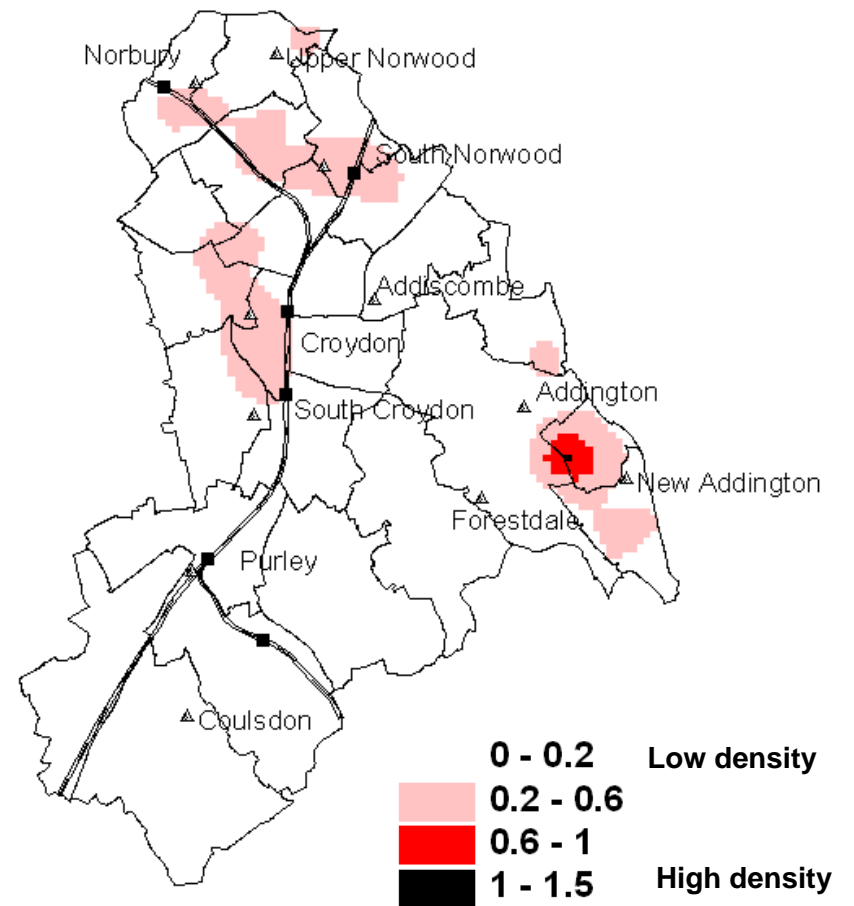 Norbury
Upper Norwood
South Norwood
Addiscombe
Croydon
Addington
South Croydon
New Addington
Forestdale
Purley
Coulsdon
0 - 0.2 Low density
0.2 - 0.6
0.6 - 1
1 - 1.5 High density